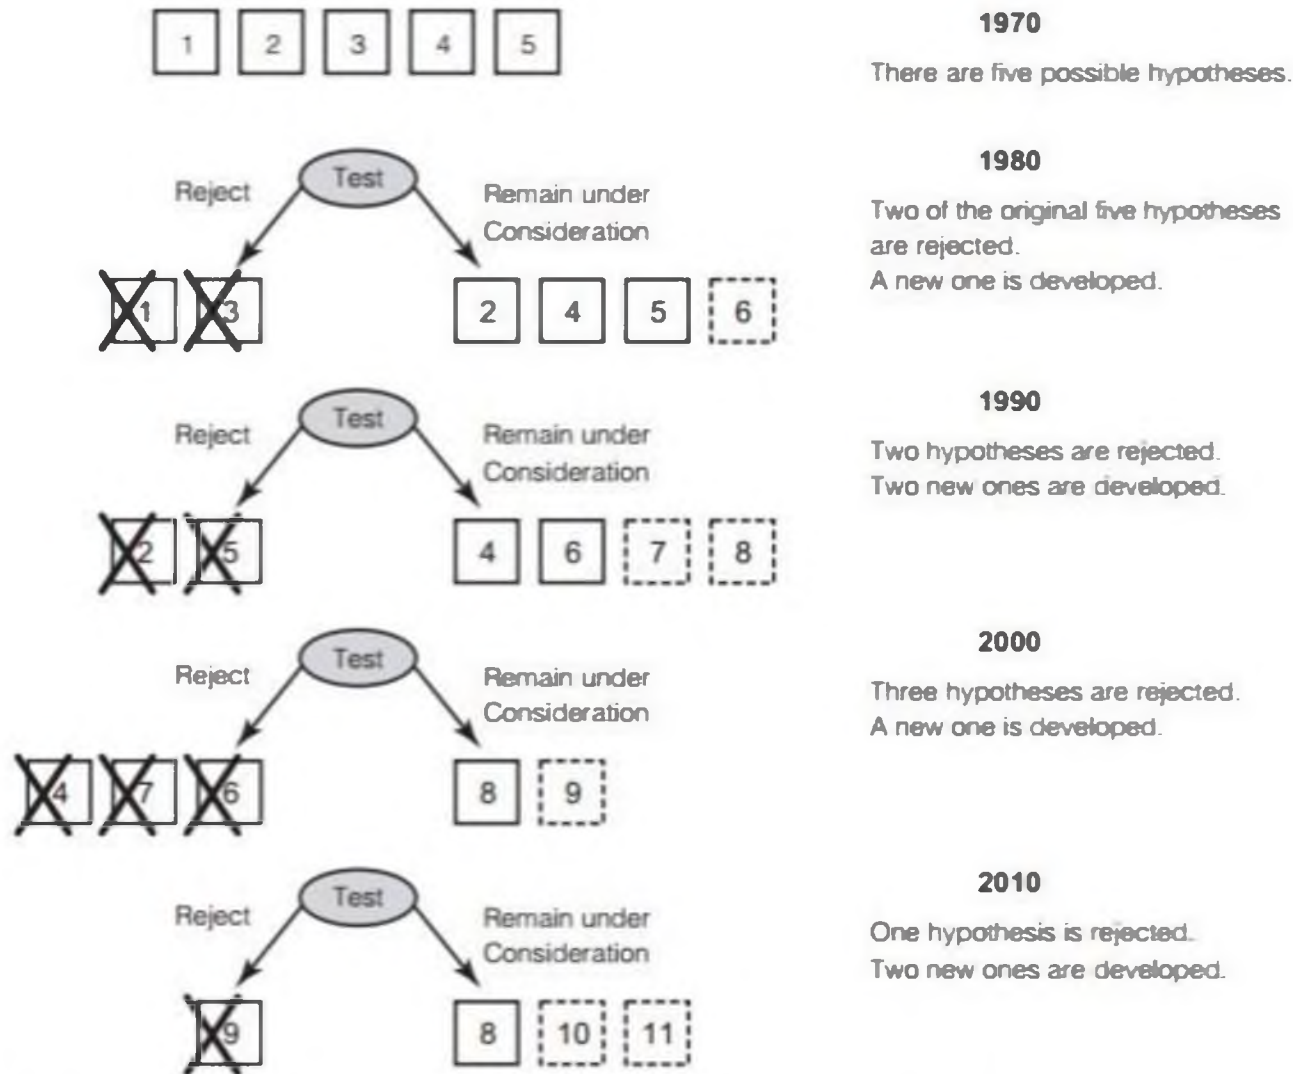 1 2 3 4 5
1970
There are five possible hypotheses.
1980
Reject
Test
Remain under
Consideration
Two of the original five hypotheses
are rejected.
A new one is developed.
1 3
2 4 5 6
1990
Reject
Test
Remain under
Consideration
Two hypotheses are rejected.
Two new ones are developed.
2 5
4 6 7 8
2000
Reject
Test
Remain under
Consideration
Three hypotheses are rejected.
A new one is developed.
4 7 6
8 9
2010
Reject
Test
Remain under
Consideration
One hypothesis is rejected.
Two new ones are developed.
9
8 10 11